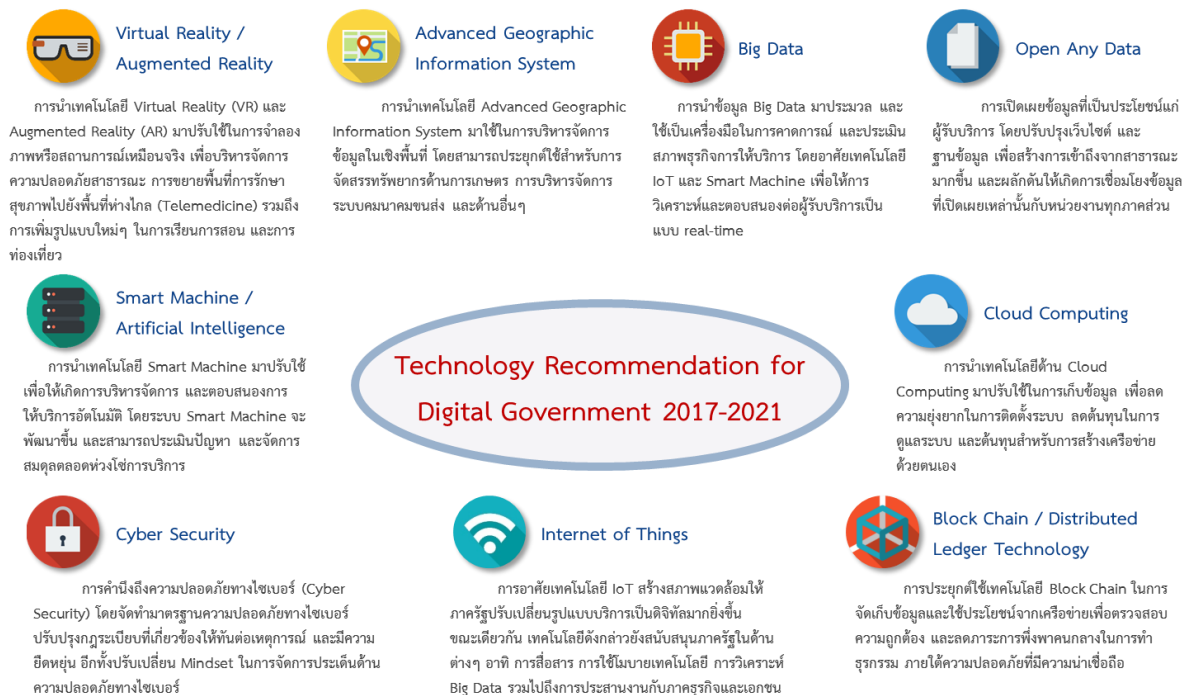 Virtual Reality /
Augmented Reality
การนำเทคโนโลยี Virtual Reality (VR) และ
Augmented Reality (AR) มาปรับใช้ในการจำลอง
ภาพหรือสถานการณ์เหมือนจริง เพื่อบริหารจัดการ
ความปลอดภัยสาธารณะ การขยายพื้นที่การรักษา
สุขภาพไปยังพื้นที่ห่างไกล (Telemedicine) รวมถึง
การเพิ่มรูปแบบใหม่ๆ ในการเรียนการสอน และการ
ท่องเที่ยว
Advanced Geographic
Information System
การนำเทคโนโลยี Advanced Geographic
Information System มาใช้ในการบริหารจัดการ
ข้อมูลในเชิงพื้นที่ โดยสามารถประยุกต์ใช้สำหรับการ
จัดสรรทรัพยากรด้านการเกษตร การบริหารจัดการ
ระบบคมนาคมขนส่ง และด้านอื่นๆ
Big Data
การนำข้อมูล Big Data มาประมวล และ
ใช้เป็นเครื่องมือในการคาดการณ์ และประเมิน
สภาพธุรกิจการให้บริการ โดยอาศัยเทคโนโลยี
IoT และ Smart Machine เพื่อให้การ
วิเคราะห์และตอบสนองต่อผู้รับบริการเป็น
แบบ real-time
Open Any Data
การเปิดเผยข้อมูลที่เป็นประโยชน์แก่
ผู้รับบริการ โดยปรับปรุงเว็บไซต์ และ
ฐานข้อมูล เพื่อสร้างการเข้าถึงจากสาธารณะ
มากขึ้น และผลักดันให้เกิดการเชื่อมโยงข้อมูล
ที่เปิดเผยเหล่านั้นกับหน่วยงานทุกภาคส่วน
Smart Machine /
Artificial Intelligence
การนำเทคโนโลยี Smart Machine มาปรับใช้
เพื่อให้เกิดการบริหารจัดการ และตอบสนองการ
ให้บริการอัตโนมัติ โดยระบบ Smart Machine จะ
พัฒนาขึ้น และสามารถประเมินปัญหา และจัดการ
สมดุลตลอดห่วงโซ่การบริการ
Technology Recommendation for
Digital Government 2017-2021
Cloud Computing
การนำเทคโนโลยีด้าน Cloud
Computing มาปรับใช้ในการเก็บข้อมูล เพื่อลด
ความยุ่งยากในการติดตั้งระบบ ลดต้นทุนในการ
ดูแลระบบ และต้นทุนสำหรับการสร้างเครือข่าย
ด้วยตนเอง
Cyber Security
การคำนึงถึงความปลอดภัยทางไซเบอร์ (Cyber
Security) โดยจัดทำมาตรฐานความปลอดภัยทางไซเบอร์
ปรับปรุงกฎระเบียบที่เกี่ยวข้องให้ทันต่อเหตุการณ์ และมีความ
ยืดหยุ่น อีกทั้งปรับเปลี่ยน Mindset ในการจัดการประเด็นด้าน
ความปลอดภัยทางไซเบอร์
Internet of Things
การอาศัยเทคโนโลยี IoT สร้างสภาพแวดล้อมให้
ภาครัฐปรับเปลี่ยนรูปแบบบริการเป็นดิจิทัลมากยิ่งขึ้น
ขณะเดียวกัน เทคโนโลยีดังกล่าวยังสนับสนุนภาครัฐในด้าน
ต่างๆ อาทิ การสื่อสาร การใช้โมบายเทคโนโลยี การวิเคราะห์
Big Data รวมไปถึงการประสานงานกับภาคธุรกิจและเอกชน
Block Chain / Distributed
Ledger Technology
การประยุกต์ใช้เทคโนโลยี Block Chain ในการ
จัดเก็บข้อมูลและใช้ประโยชน์จากเครือข่ายเพื่อตรวจสอบ
ความถูกต้อง และลดภาระการพึ่งพาคนกลางในการทำ
ธุรกรรม ภายใต้ความปลอดภัยที่มีความน่าเชื่อถือ